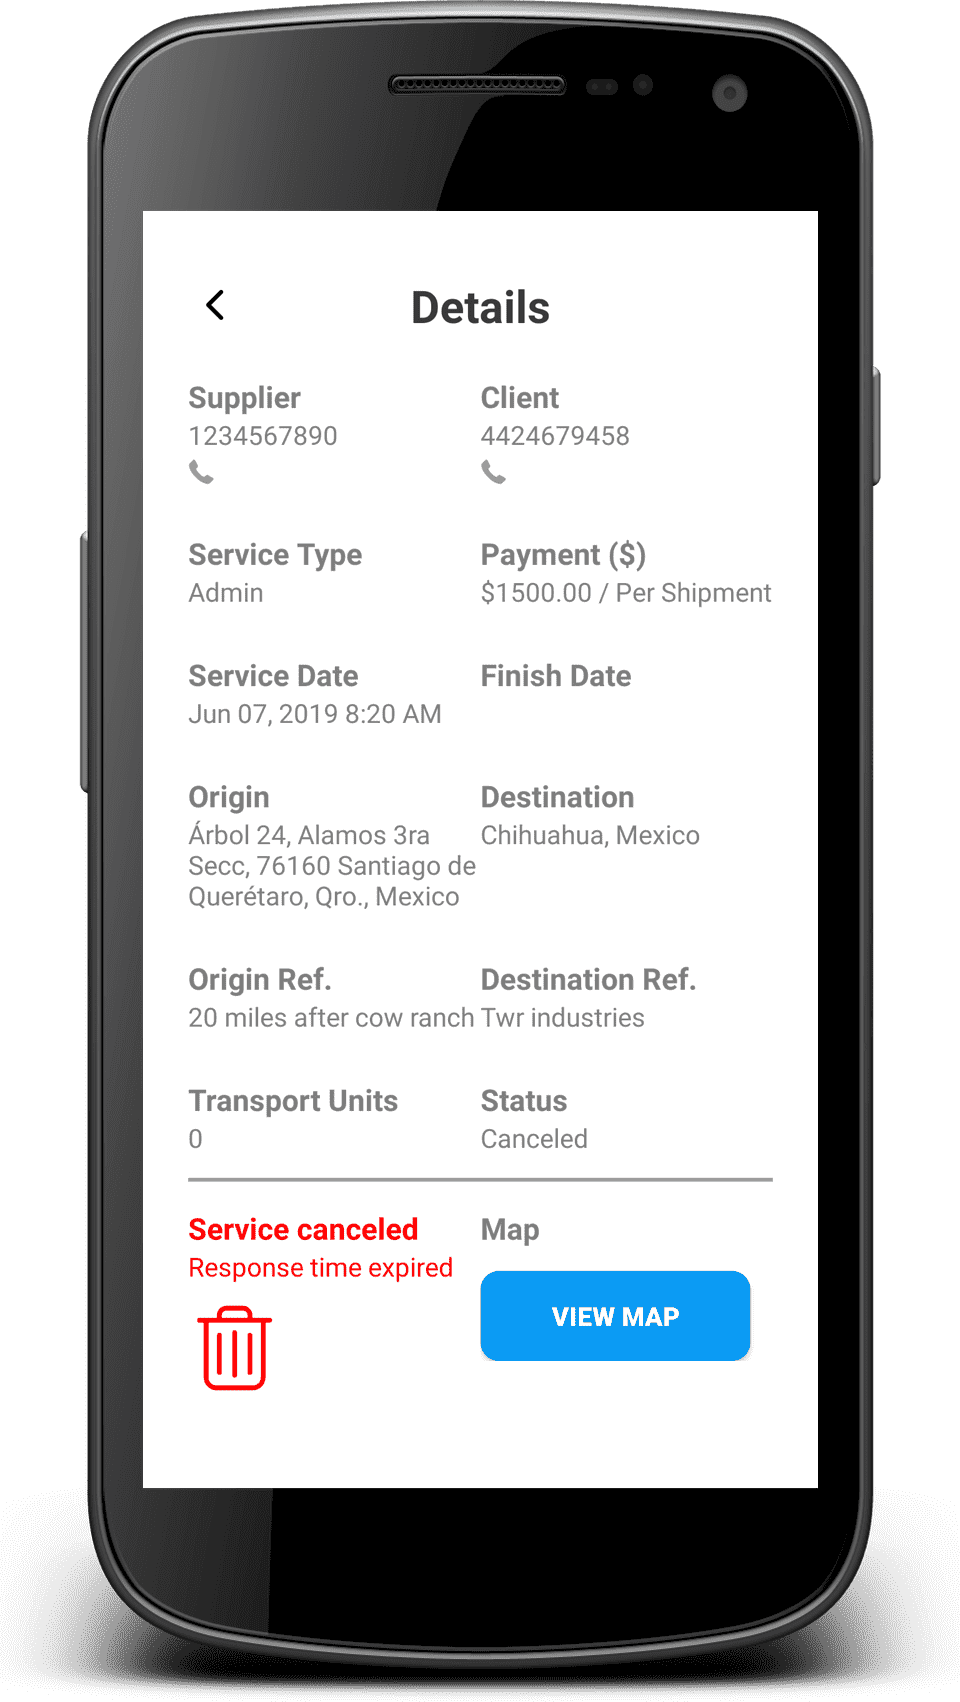 Details
Supplier
1234567890
Client
4424679458
Service Type
Admin
Payment ($)
$1500.00 / Per Shipment
Service Date
Jun 07, 2019 8:20 AM
Finish Date
Origin
Árbol 24, Alamos 3ra
Secc, 76160 Santiago de
Querétaro, Qro., Mexico
Destination
Chihuahua, Mexico
Origin Ref.
20 miles after cow ranch
Destination Ref.
Twr industries
Transport Units
0
Status
Canceled
Service canceled
Response time expired
Map
VIEW MAP